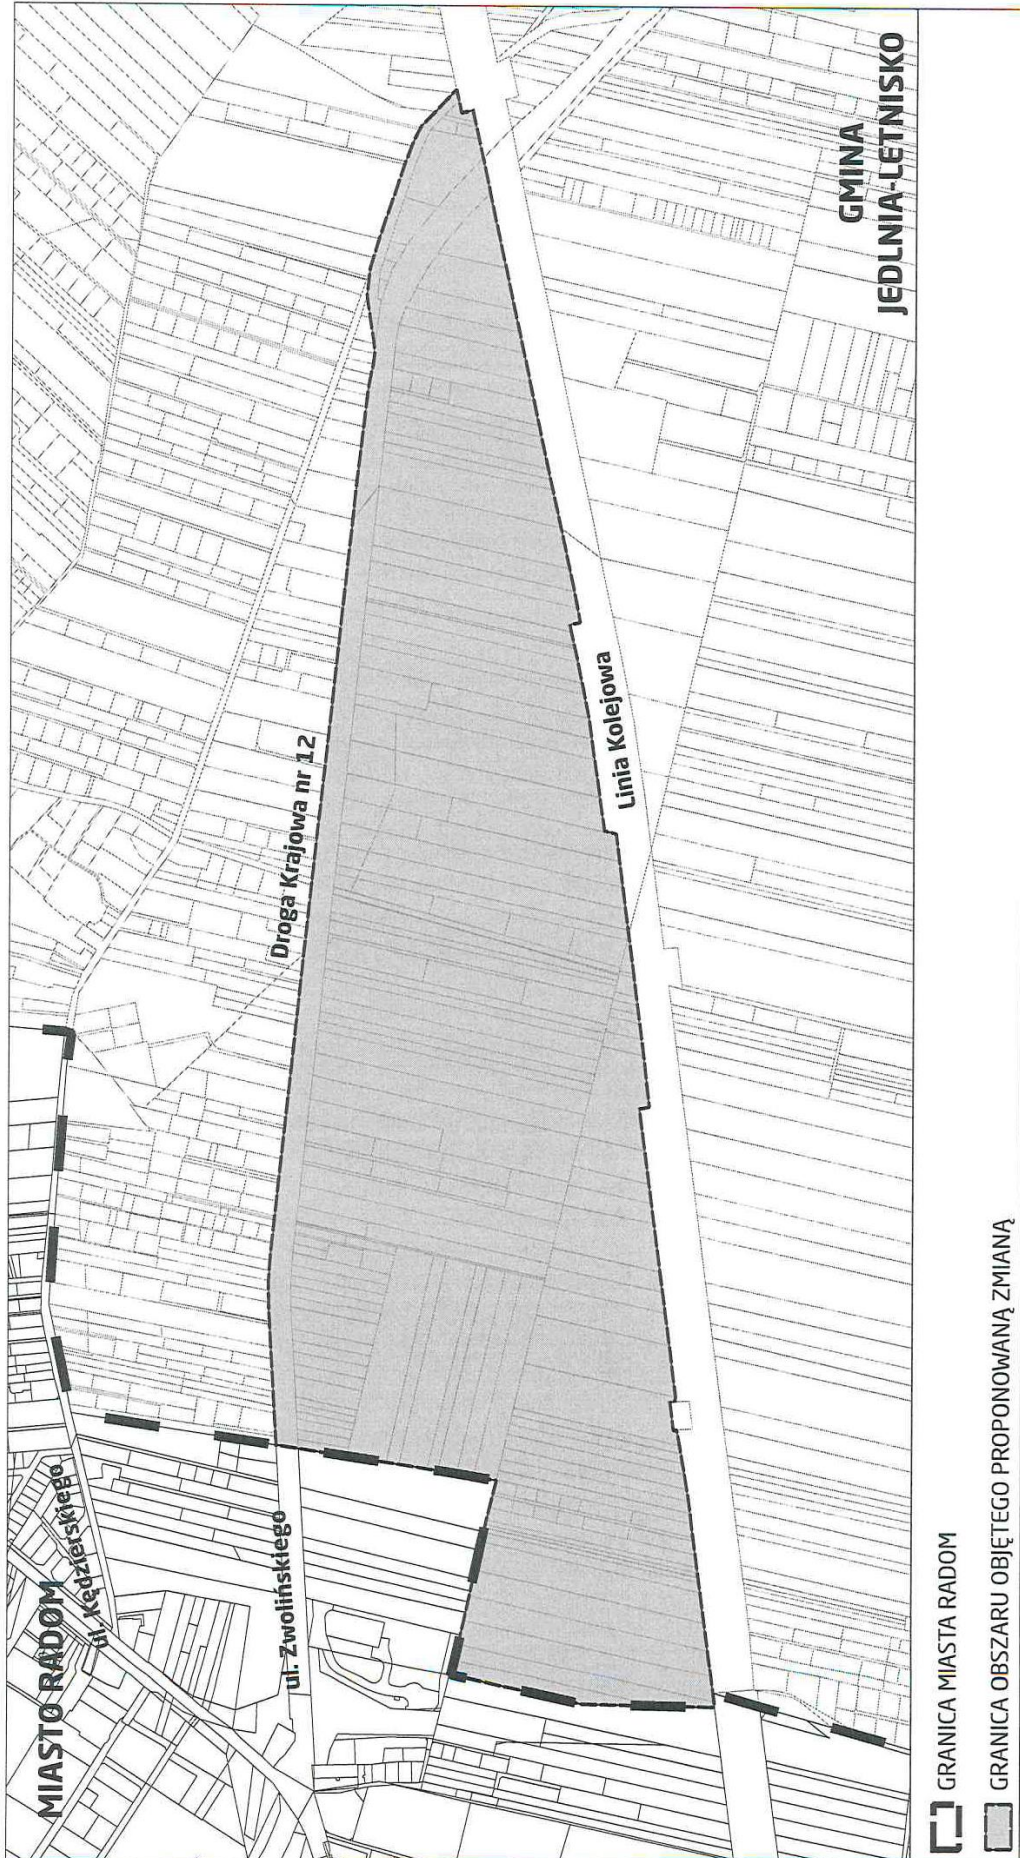 MIASTO RADOM
ul. Kędzierskiego
ul. Zwolińskiego
Droga Krajowa nr 12
Linia Kolejowa
GMINA
JEDLNIA-LETNISKO
GRANICA MIASTA RADOM
GRANICA OBSZARU OBJĘTEGO PROPONOWANĄ ZMIANĄ